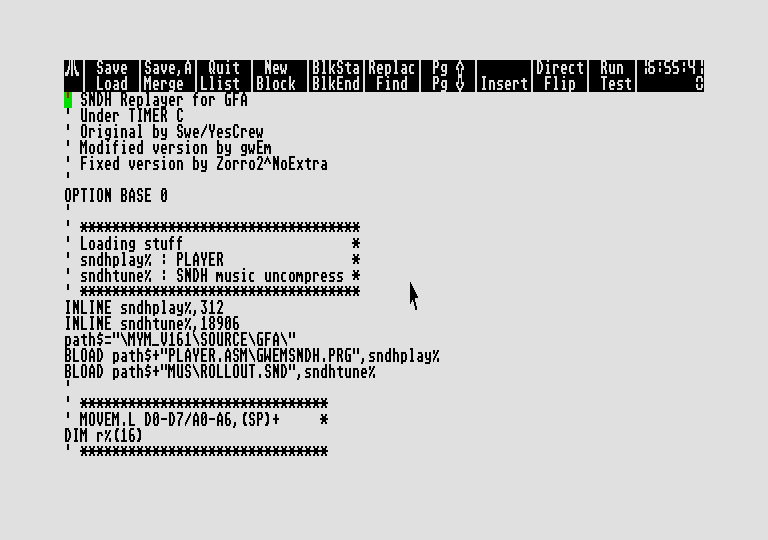 Save Save,A Quit New BlkSta Replac Pg ⇧ Direct Run 16:55:41
Load Merge Llist Block BlkEnd Find Pg ⇩ Insert Flip Test 0
' SNDH Replayer for GFA
' Under TIMER C
' Original by Swe/YesCrew
' Modified version by gwEm
' Fixed version by Zorro2^NoExtra
'
OPTION BASE 0
'
' ***********************************
' Loading stuff                     *
' sndhplay% : PLAYER                *
' sndhtune% : SNDH music uncompress *
' ***********************************
INLINE sndhplay%,312
INLINE sndhtune%,18906
path$="\MYM_V161\SOURCE\GFA\"
BLOAD path$+"PLAYER.ASM\GWEMSNDH.PRG",sndhplay%
BLOAD path$+"MUS\ROLLOUT.SND",sndhtune%
'
' *******************************
' MOVEM.L D0-D7/A0-A6,(SP)+     *
DIM r%(16)
' *******************************